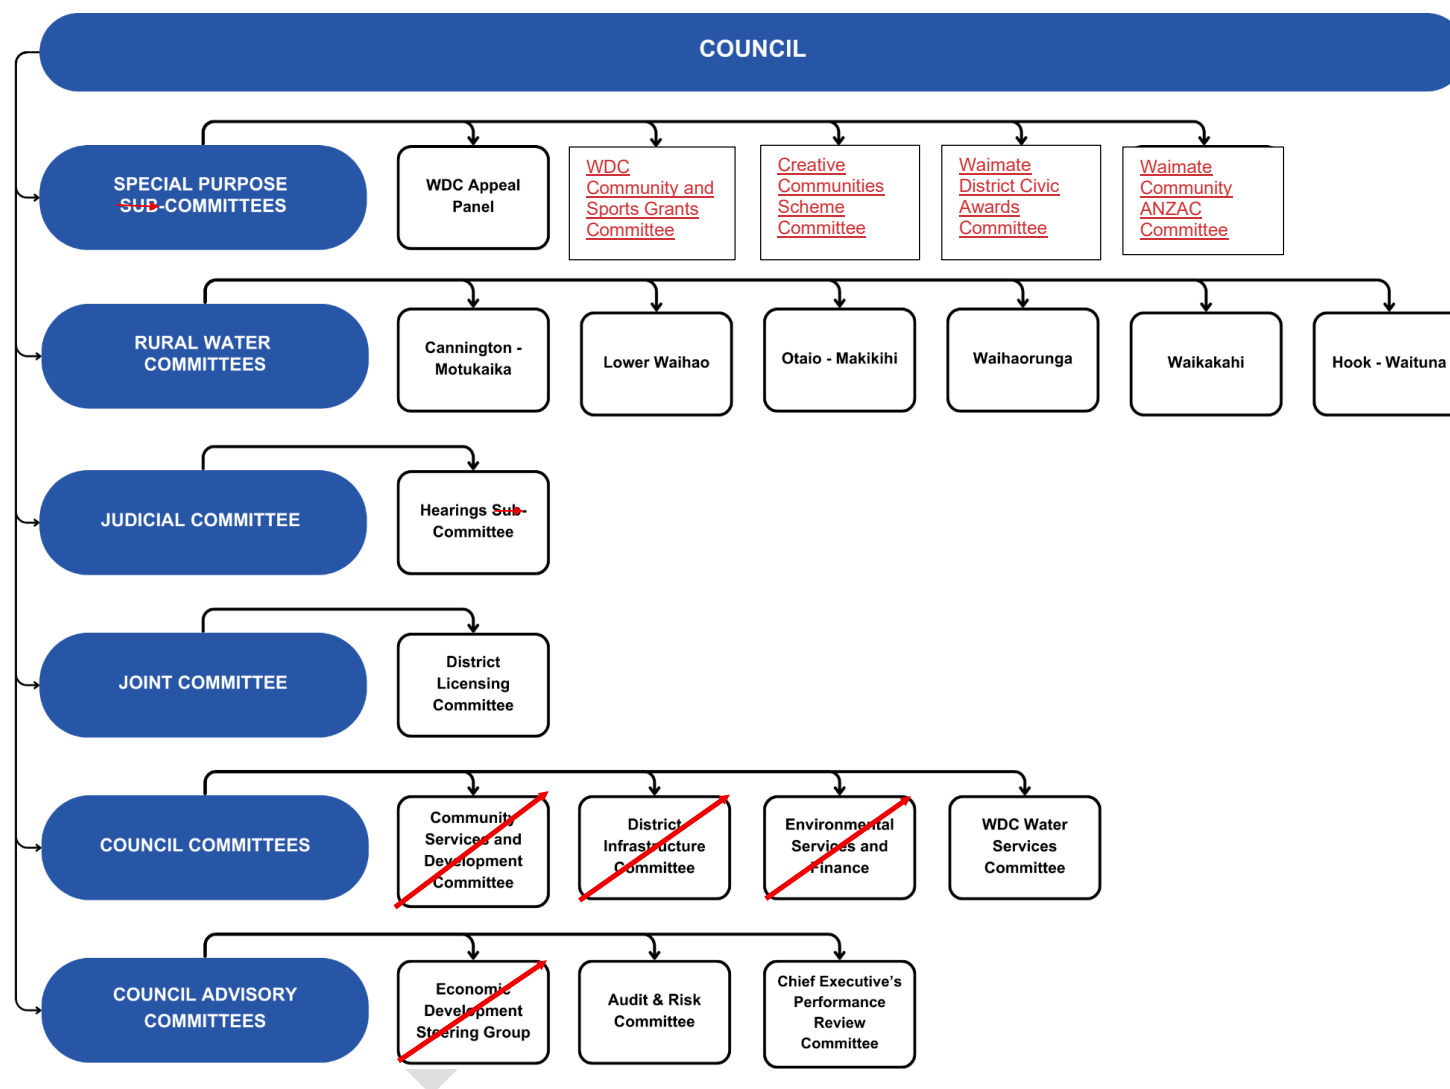 COUNCIL
SPECIAL PURPOSE
SUB-COMMITTEES
WDC Appeal
Panel
WDC
Community and
Sports Grants
Committee
Creative
Communities
Scheme
Committee
Waimate
District Civic
Awards
Committee
Waimate
Community
ANZAC
Committee
RURAL WATER
COMMITTEES
Cannington -
Motukaika
Lower Waihao
Otaio - Makikihi
Waihaorunga
Waikakahi
Hook - Waituna
JUDICIAL COMMITTEE
Hearings Sub-
Committee
JOINT COMMITTEE
District
Licensing
Committee
COUNCIL COMMITTEES
Community
Services and
Development
Committee
District
Infrastructure
Committee
Environmental
Services and
Finance
WDC Water
Services
Committee
COUNCIL ADVISORY
COMMITTEES
Economic
Development
Steering Group
Audit & Risk
Committee
Chief Executive's
Performance
Review
Committee